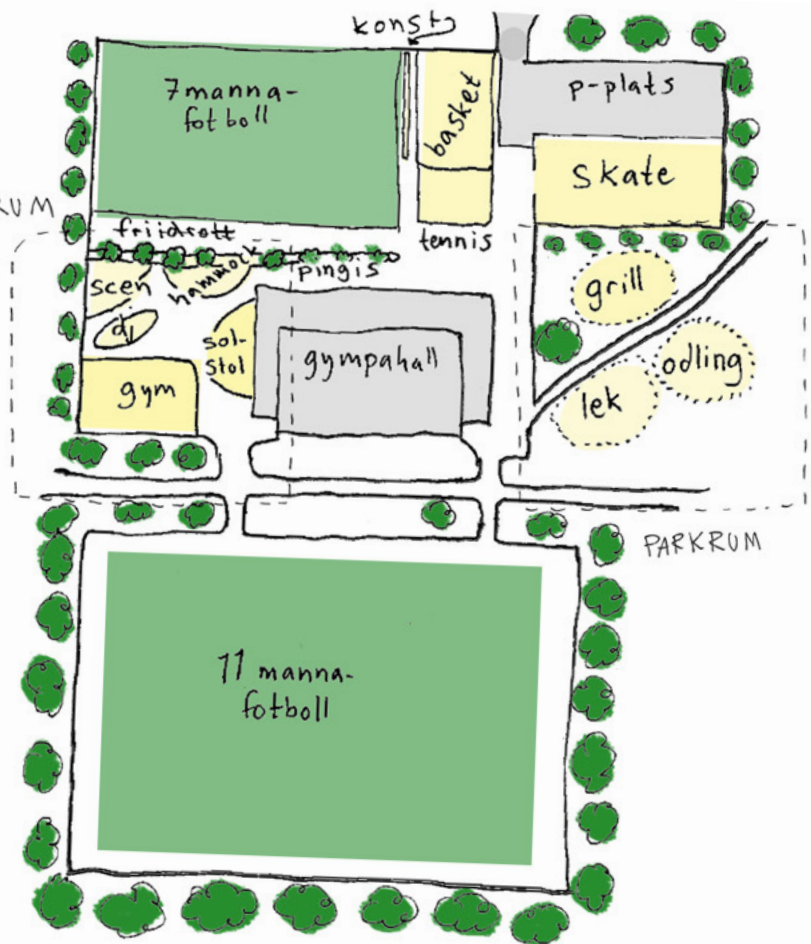 konst
7manna-
fotboll
basket
p-plats
skate
tennis
RUM
friidrott
hammock
pingis
scen
dj
sol-
stol
gym
gympahall
grill
odling
lek
PARKRUM
11 manna-
fotboll